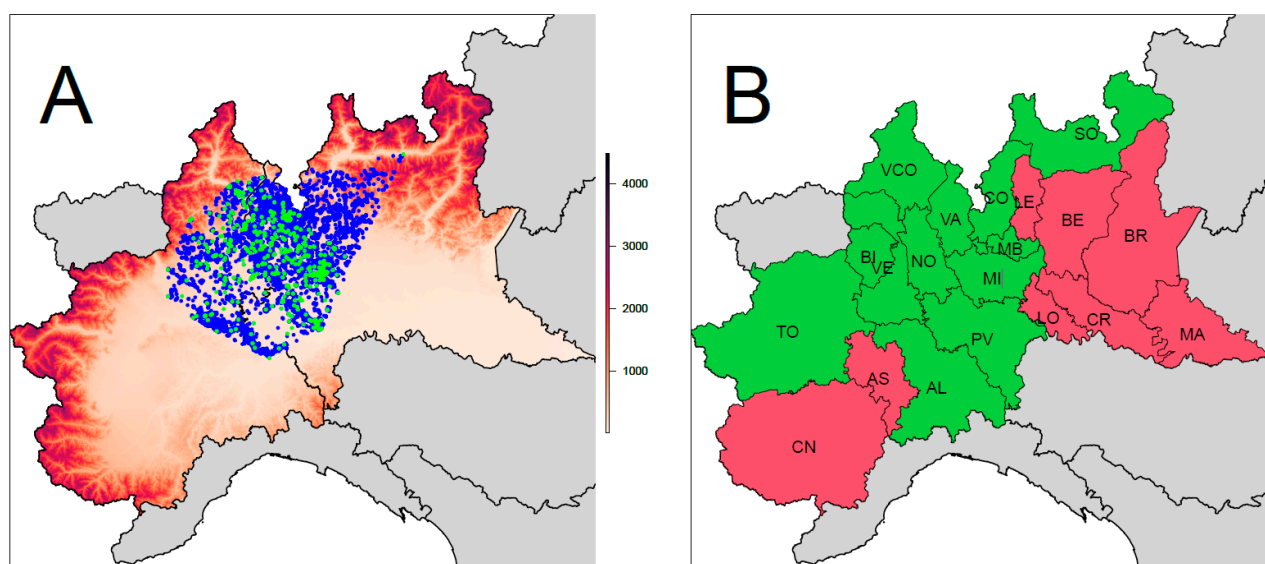 A
4000
3000
2000
1000
B
SO
VCO
CO
LE
VA
BE
BR
MB
BI
VE
NO
MI
LO
CR
TO
PV
MA
AS
AL
CN